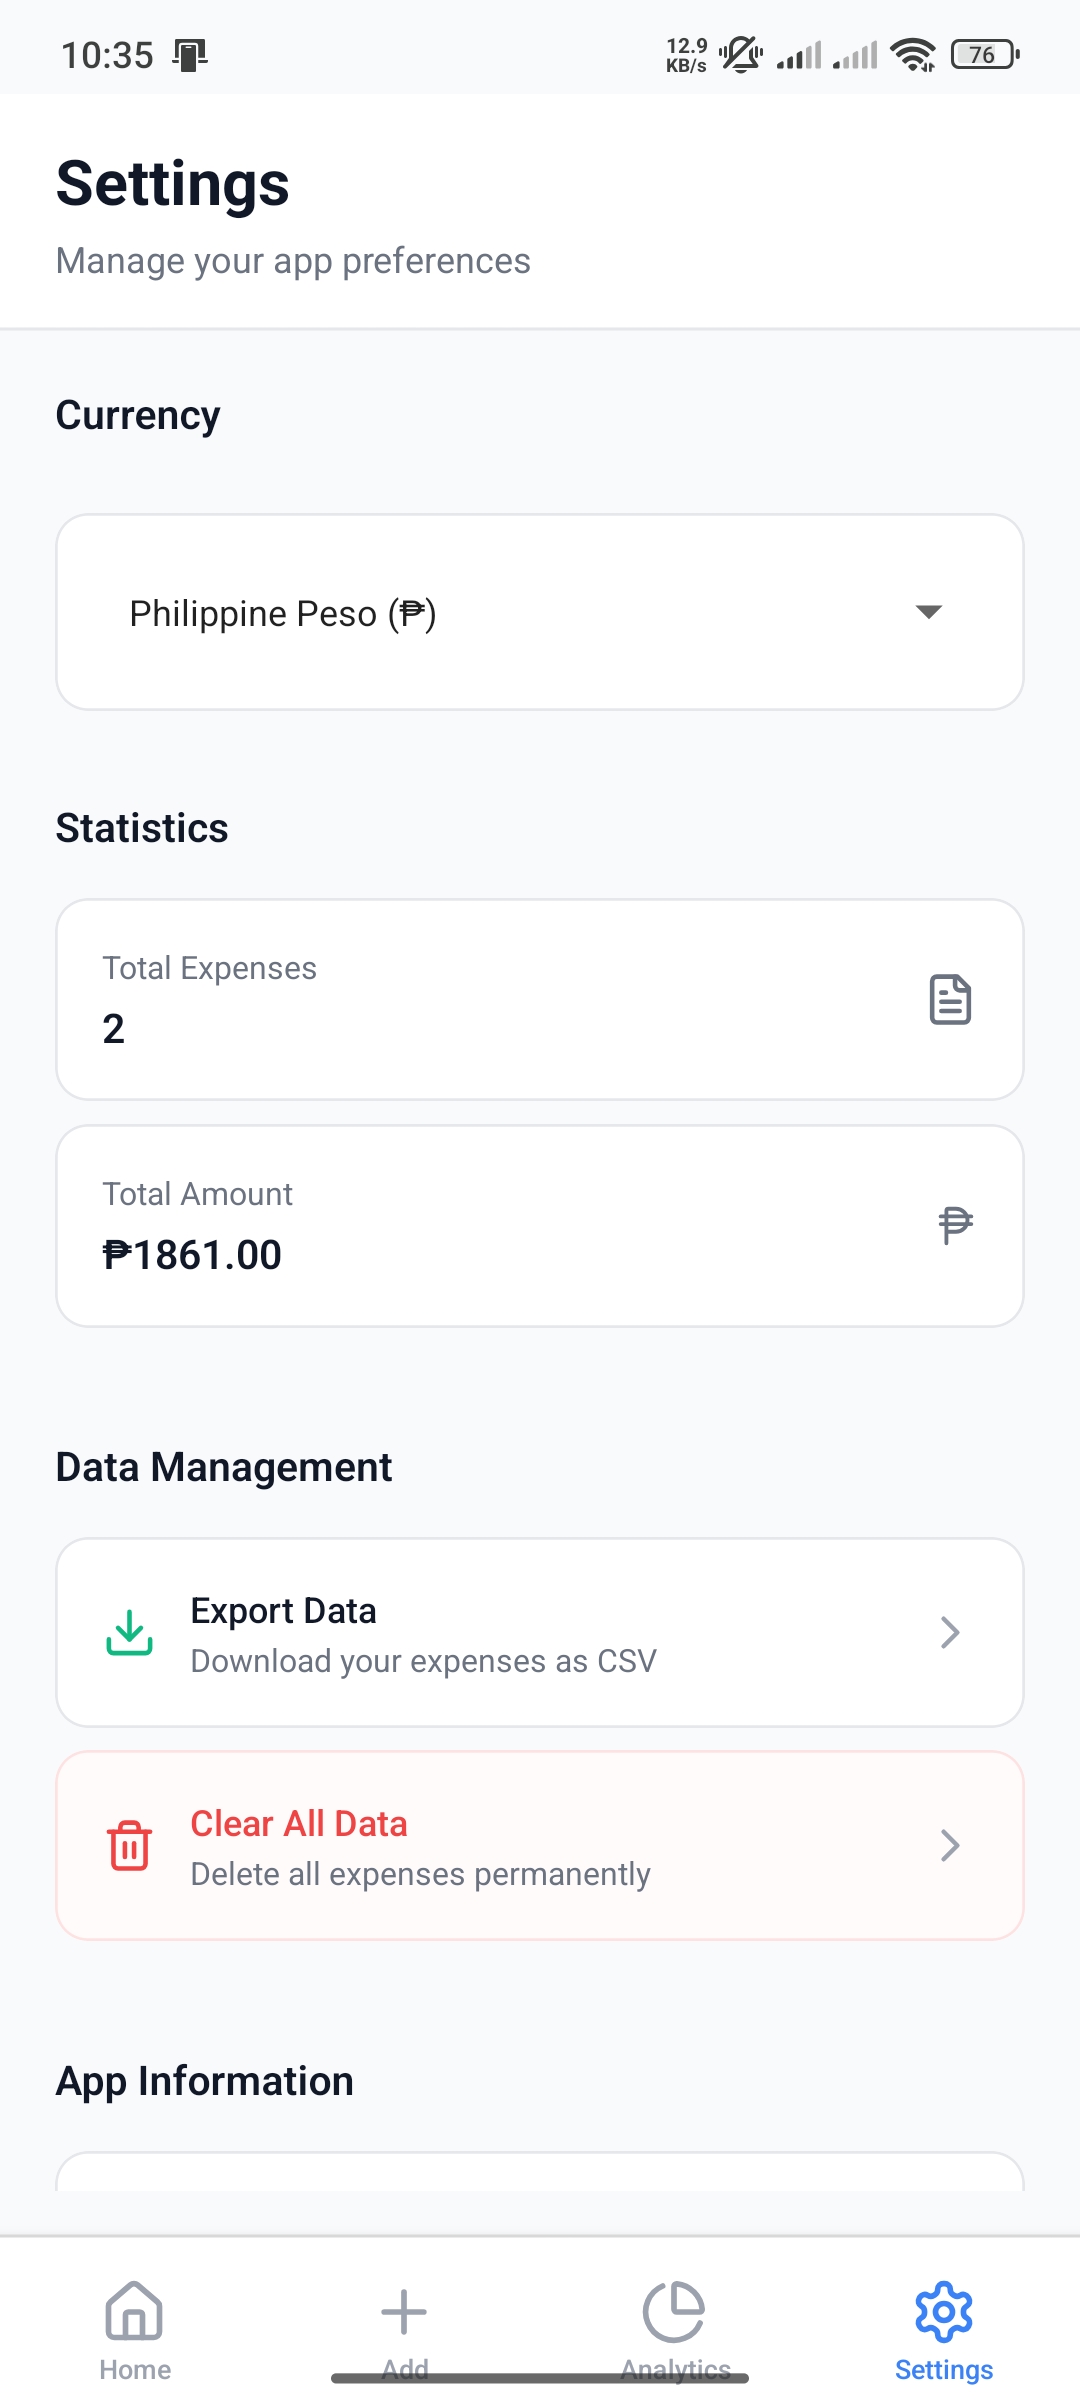 10:35
12.9
KB/s
76
Settings
Manage your app preferences
Currency
Philippine Peso (₱)
Statistics
Total Expenses
2
Total Amount
₱1861.00
₱
Data Management
Export Data
Download your expenses as CSV
Clear All Data
Delete all expenses permanently
App Information
Home
Add
Analytics
Settings